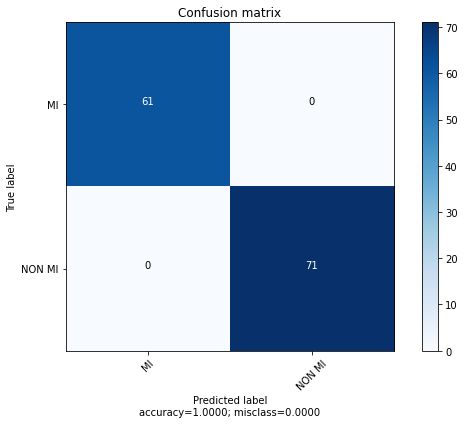 Confusion matrix
True label
MI
61
0
NON MI
0
71
MI
NON MI
Predicted label
accuracy=1.0000; misclass=0.0000
70
60
50
40
30
20
10
0